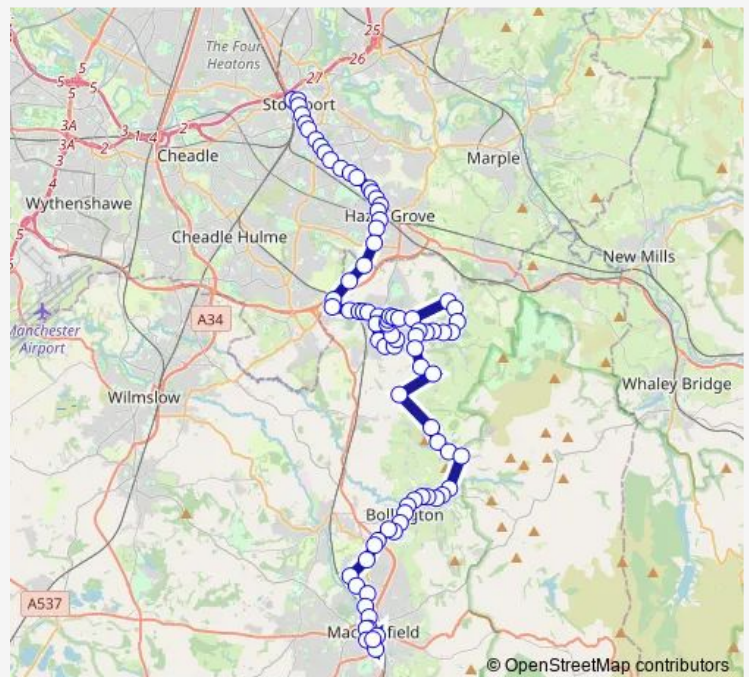 The Four
Heatons
25
26
27
5
5
5
Stockport
3A
3A
3
1
4
2
2
3
Cheadle
Marple
4
Wythenshawe
5
Hazel Grove
Cheadle Hulme
New Mills
Manchester
Airport
A34
Wilmslow
Whaley Bridge
Bollington
A537
Macclesfield
© OpenStreetMap contributors